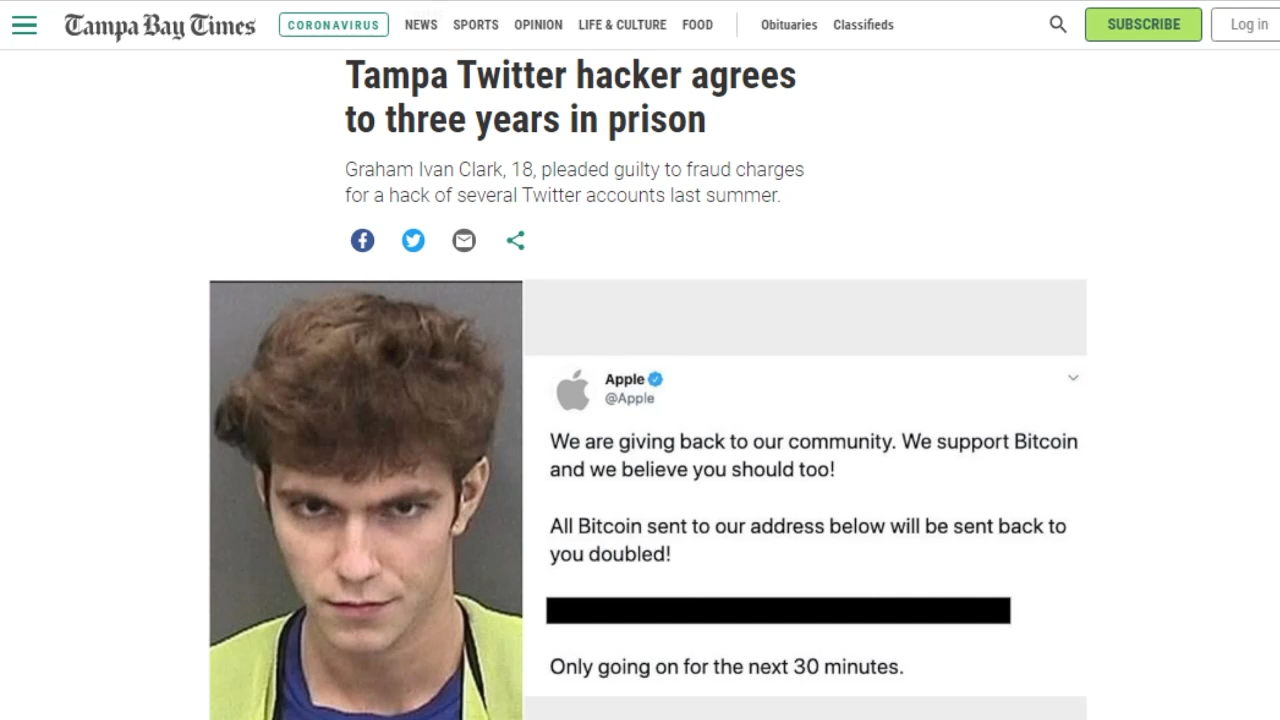 Tampa Bay Times CORONAVIRUS NEWS SPORTS OPINION LIFE & CULTURE FOOD Obituaries Classifieds SUBSCRIBE Log in
Tampa Twitter hacker agrees
to three years in prison
Graham Ivan Clark, 18, pleaded guilty to fraud charges
for a hack of several Twitter accounts last summer.
Apple
@Apple
We are giving back to our community. We support Bitcoin
and we believe you should too!
All Bitcoin sent to our address below will be sent back to
you doubled!
Only going on for the next 30 minutes.